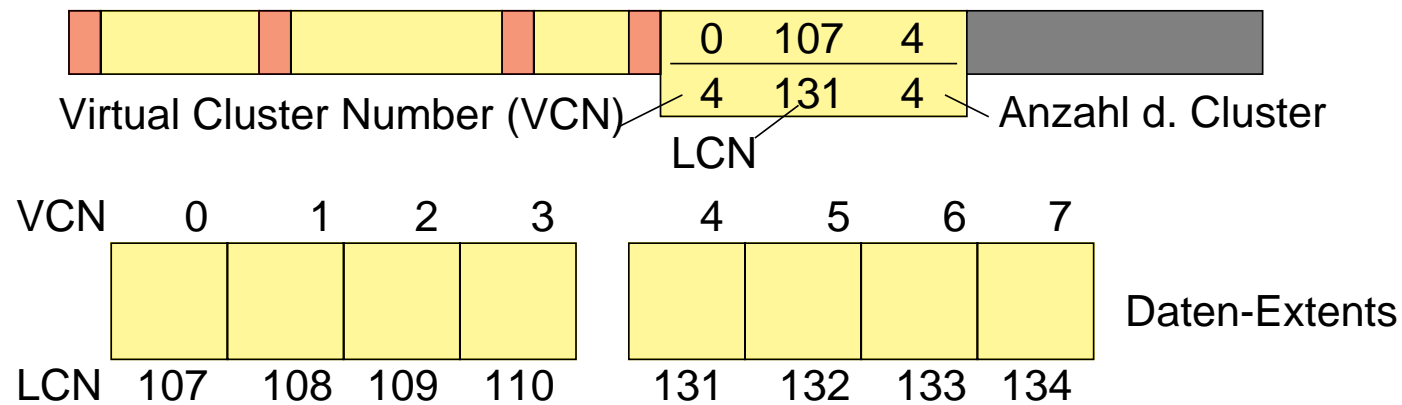 0 107 4
4 131 4
Virtual Cluster Number (VCN)
Anzahl d. Cluster
LCN
VCN 0 1 2 3 4 5 6 7
Daten-Extents
LCN 107 108 109 110 131 132 133 134